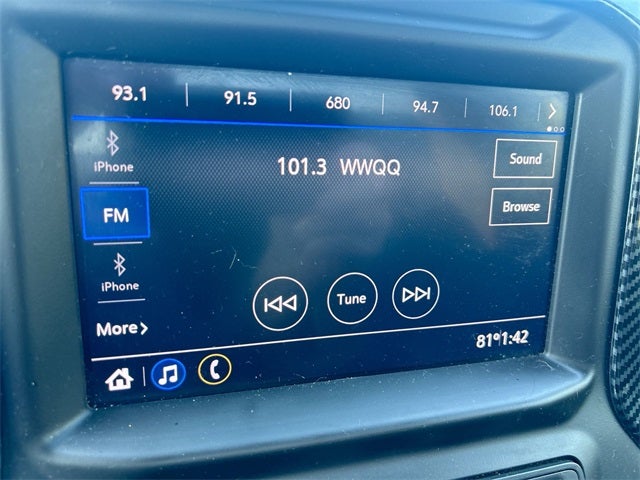 93.1 91.5 680 94.7 106.1
iPhone
101.3 WWQQ
Sound
FM
Browse
iPhone
Tune
More
81° 1:42